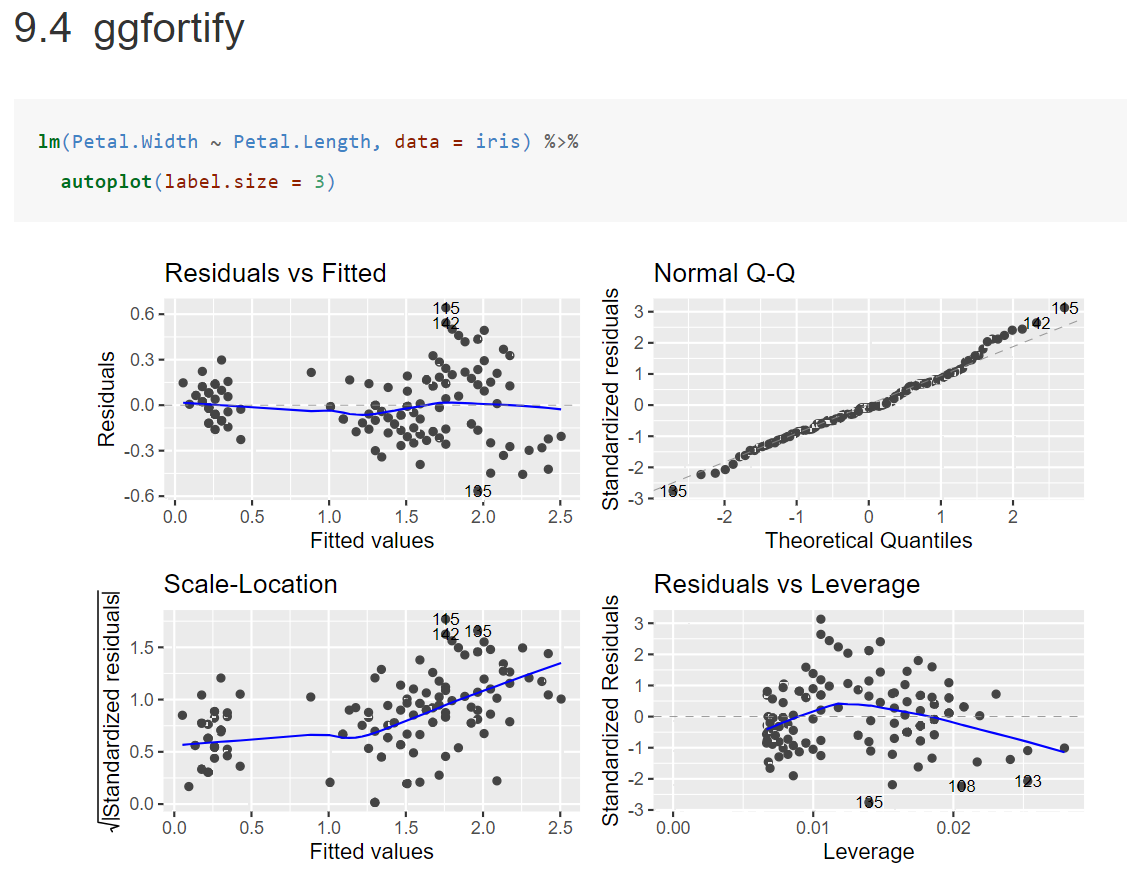 9.4 ggfortify
lm(Petal.Width ~ Petal.Length, data = iris) %>%
autoplot(label.size = 3)
Residuals vs Fitted
Residuals
0.6
0.3
0.0
-0.3
-0.6
115
142
135
0.0 0.5 1.0 1.5 2.0 2.5
Fitted values
Normal Q-Q
Standardized residuals
3
2
1
0
-1
-2
-3
115
142
135
-2 -1 0 1 2
Theoretical Quantiles
Scale-Location
√|Standardized residuals|
1.5
1.0
0.5
0.0
115
142 135
0.0 0.5 1.0 1.5 2.0 2.5
Fitted values
Residuals vs Leverage
Standardized Residuals
3
2
1
0
-1
-2
-3
135
108
123
0.00 0.01 0.02
Leverage